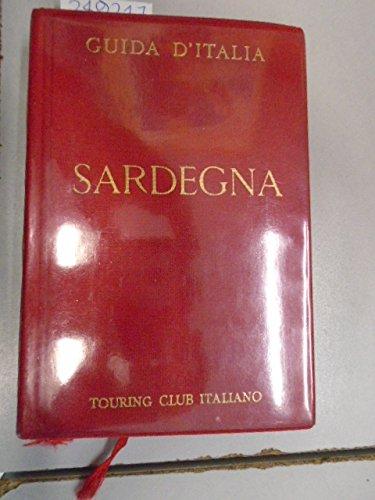 GUIDA D'ITALIA
SARDEGNA
TOURING CLUB ITALIANO